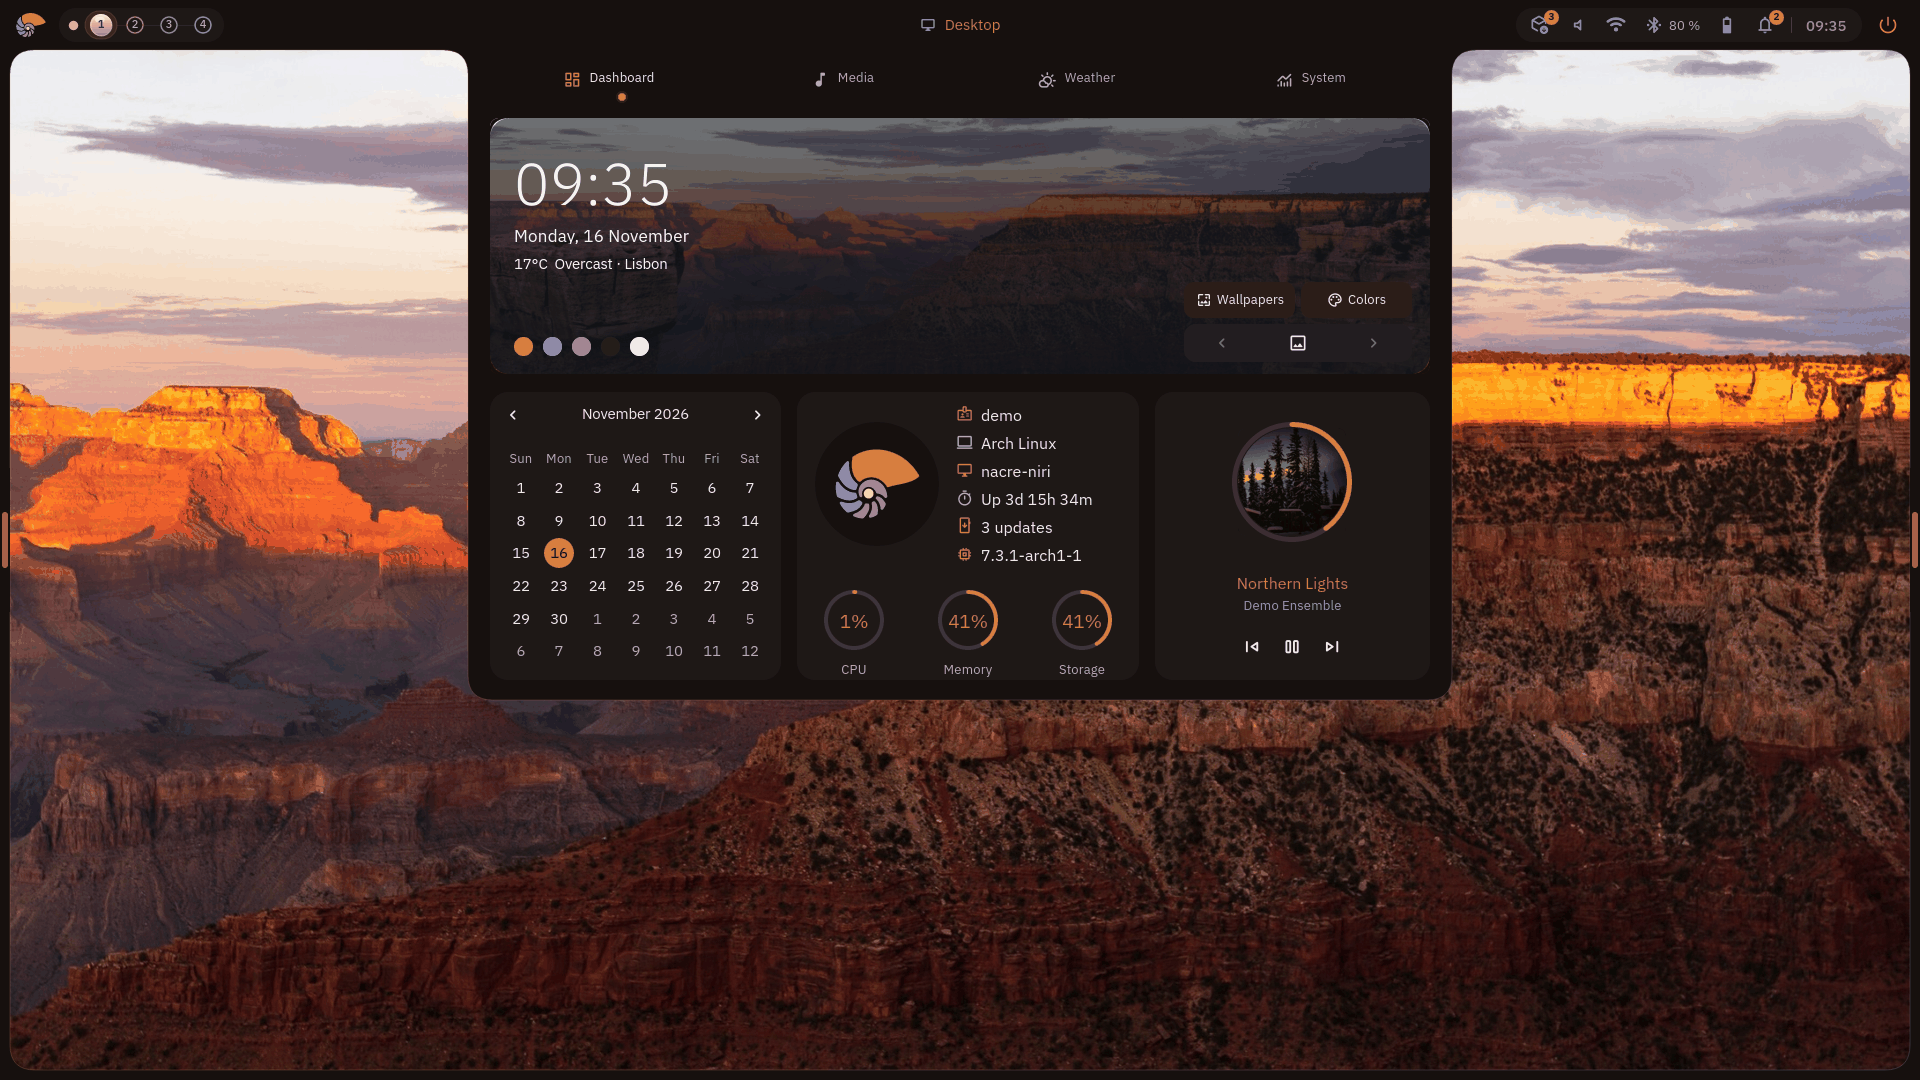 1 2 3 4
Desktop
3
80 %
2
09:35
Dashboard
Media
Weather
System
09:35
Monday, 16 November
17°C Overcast · Lisbon
Wallpapers
Colors
November 2026
Sun Mon Tue Wed Thu Fri Sat
1 2 3 4 5 6 7
8 9 10 11 12 13 14
15 16 17 18 19 20 21
22 23 24 25 26 27 28
29 30 1 2 3 4 5
6 7 8 9 10 11 12
demo
Arch Linux
nacre-niri
Up 3d 15h 34m
3 updates
7.3.1-arch1-1
1%
41%
41%
CPU
Memory
Storage
Northern Lights
Demo Ensemble